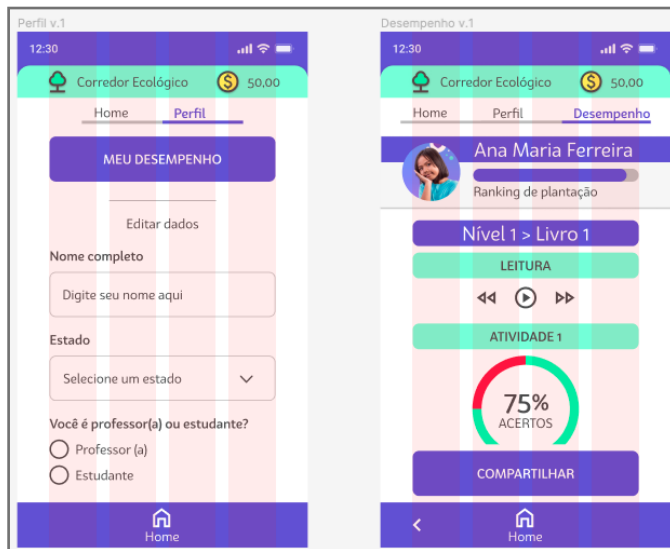 Perfil v.1
12:30
Corredor Ecológico
$
50,00
Home Perfil
MEU DESEMPENHO
Editar dados
Nome completo
Digite seu nome aqui
Estado
Selecione um estado
Você é professor(a) ou estudante?
Professor (a)
Estudante
Home
Desempenho v.1
12:30
Corredor Ecológico
$
50,00
Home Perfil Desempenho
Ana Maria Ferreira
Ranking de plantação
Nível 1 > Livro 1
LEITURA
ATIVIDADE 1
75%
ACERTOS
COMPARTILHAR
Home